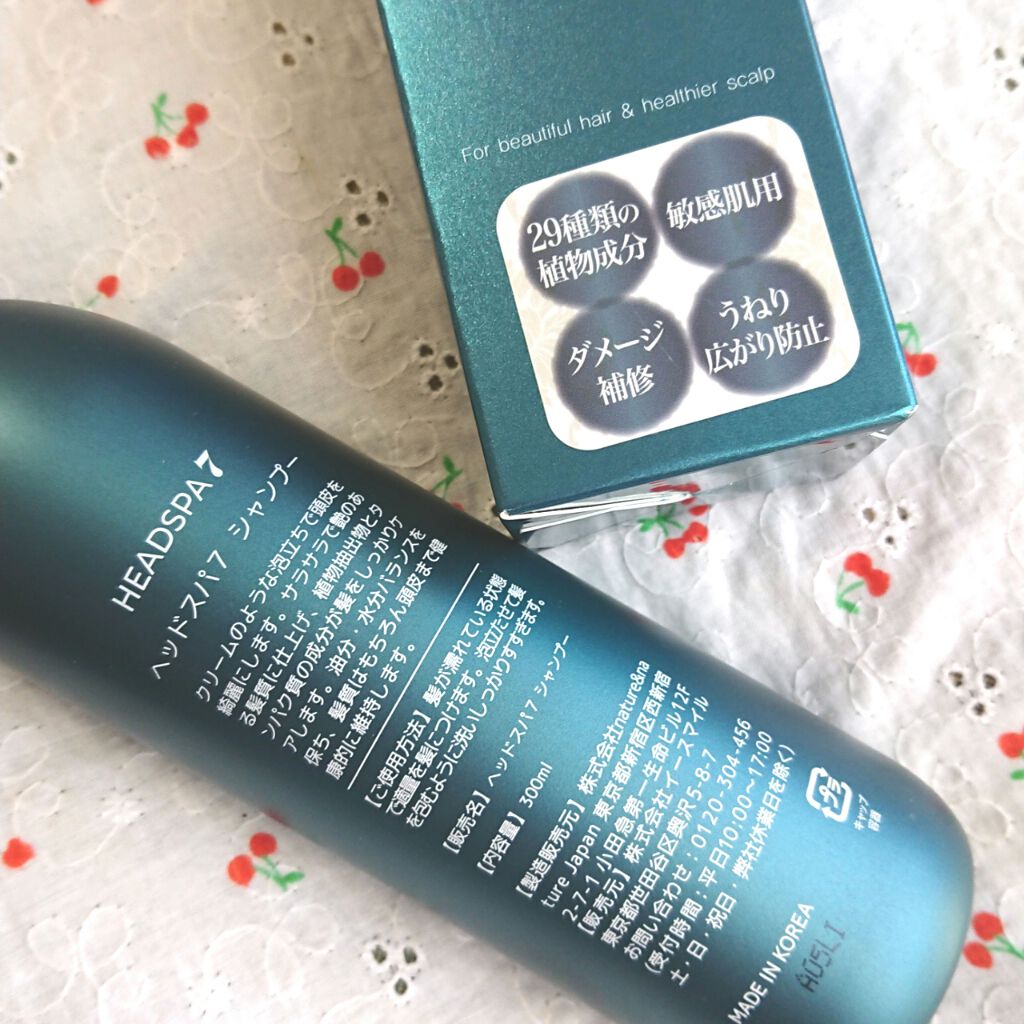 For beautiful hair & healthier scalp
29種類の
植物成分
敏感肌用
ダメージ
補修
うねり
広がり防止
HEADSPA7
ヘッドスパ7 シャンプー
クリームのような泡立ちで頭皮を
綺麗にします。サラサラで艶のあ
る髪質に仕上げ、植物抽出物とタ
ンパク質の成分が髪をしっかりケ
アします。油分・水分バランスを
保ち、髪質はもちろん頭皮まで健
康的に維持します。
【ご使用方法】髪が濡れている状態
で適量を髪につけます。泡立たせて髪
を包むように洗いしっかりすすぎます。
【販売名】ヘッドスパ7 シャンプー
【内容量】300ml
【製造販売元】株式会社nature&na
ture Japan 東京都新宿区西新宿
2-7-1 小田急第一生命ビル12F
【販売元】株式会社イースマイル
東京都世田谷区奥沢5-8-7
お問い合わせ:0120-304-456
(受付時間:平日10:00~17:00
土・日・祝日・弊社休業日を除く)
キャップ
容器
MADE IN KOREA